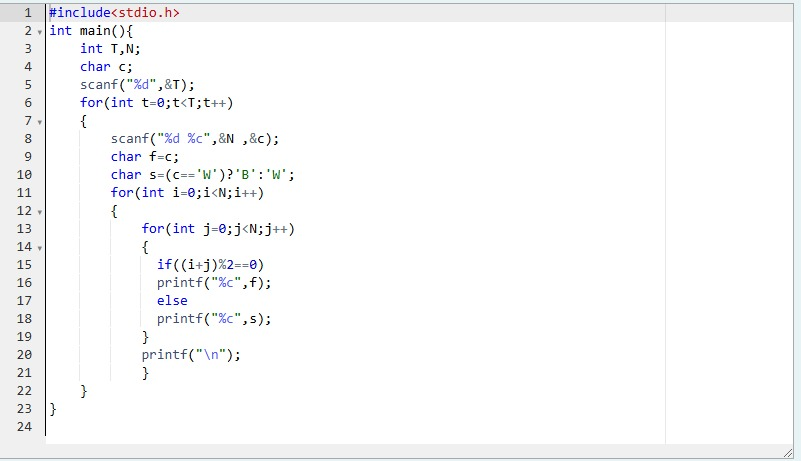 1 #include<stdio.h>
2 int main(){
3     int T,N;
4     char c;
5     scanf("%d",&T);
6     for(int t=0;t<T;t++)
7     {
8         scanf("%d %c",&N ,&c);
9         char f=c;
10         char s=(c=='W')?'B':'W';
11         for(int i=0;i<N;i++)
12         {
13             for(int j=0;j<N;j++)
14             {
15               if((i+j)%2==0)
16               printf("%c",f);
17               else
18               printf("%c",s);
19             }
20             printf("\n");
21             }
22     }
23 }
24